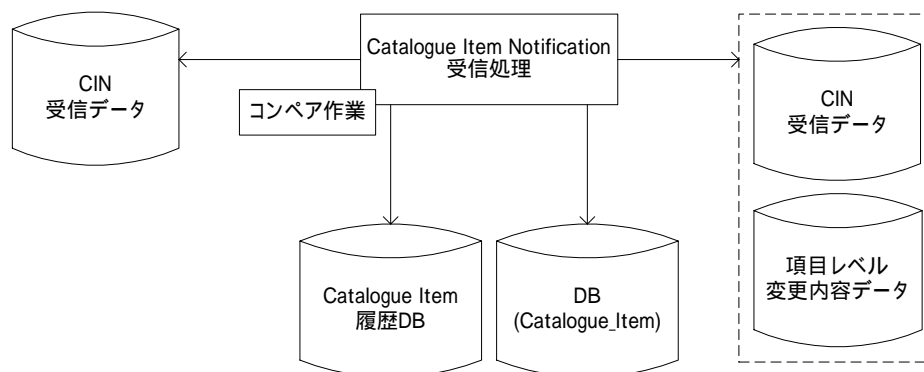 Catalogue Item Notification
受信処理
コンペア作業
CIN
受信データ
CIN
受信データ
項目レベル
変更内容データ
Catalogue Item
履歴DB
DB
(Catalogue_Item)